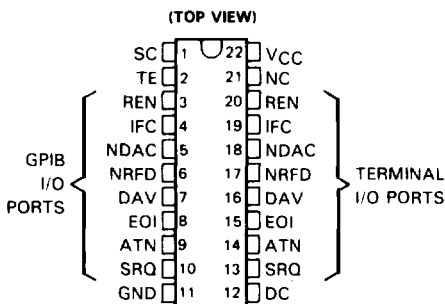 (TOP VIEW)
SC 1 22 VCC
TE 2 21 NC
REN 3 20 REN
IFC 4 19 IFC
NDAC 5 18 NDAC
NRFD 6 17 NRFD
DAV 7 16 DAV
EOI 8 15 EOI
ATN 9 14 ATN
SRQ 10 13 SRQ
GND 11 12 DC
GPIB
I/O
PORTS
TERMINAL
I/O PORTS